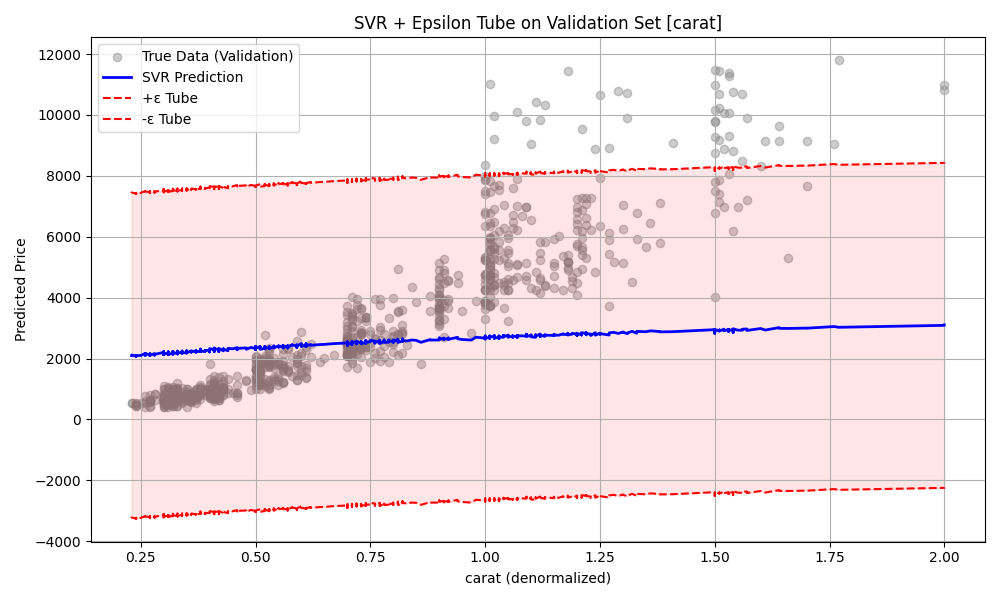 SVR + Epsilon Tube on Validation Set [carat]
True Data (Validation)
SVR Prediction
+ε Tube
-ε Tube
Predicted Price
12000
10000
8000
6000
4000
2000
0
−2000
−4000
0.25 0.50 0.75 1.00 1.25 1.50 1.75 2.00
carat (denormalized)